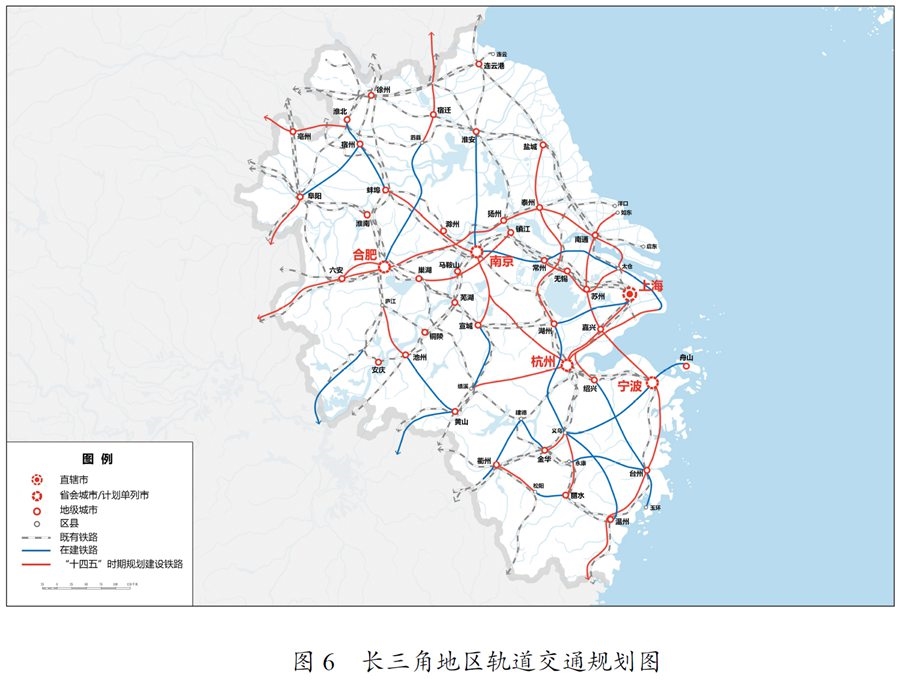 连云
连云港
徐州
淮北
宿迁
亳州
宿州
泗县
淮安
盐城
蚌埠
阜阳
淮南
滁州
扬州
泰州
镇江
洋口
如东
南通
启东
合肥
南京
六安
巢湖
马鞍山
常州
无锡
太仓
苏州
上海
庐江
芜湖
宣城
湖州
嘉兴
铜陵
池州
安庆
杭州
绍兴
宁波
舟山
绩溪
黄山
建德
义乌
衢州
金华
永康
台州
松阳
丽水
玉环
温州
图 例
直辖市
省会城市/计划单列市
地级城市
区县
既有铁路
在建铁路
“十四五”时期规划建设铁路
图 6 长三角地区轨道交通规划图